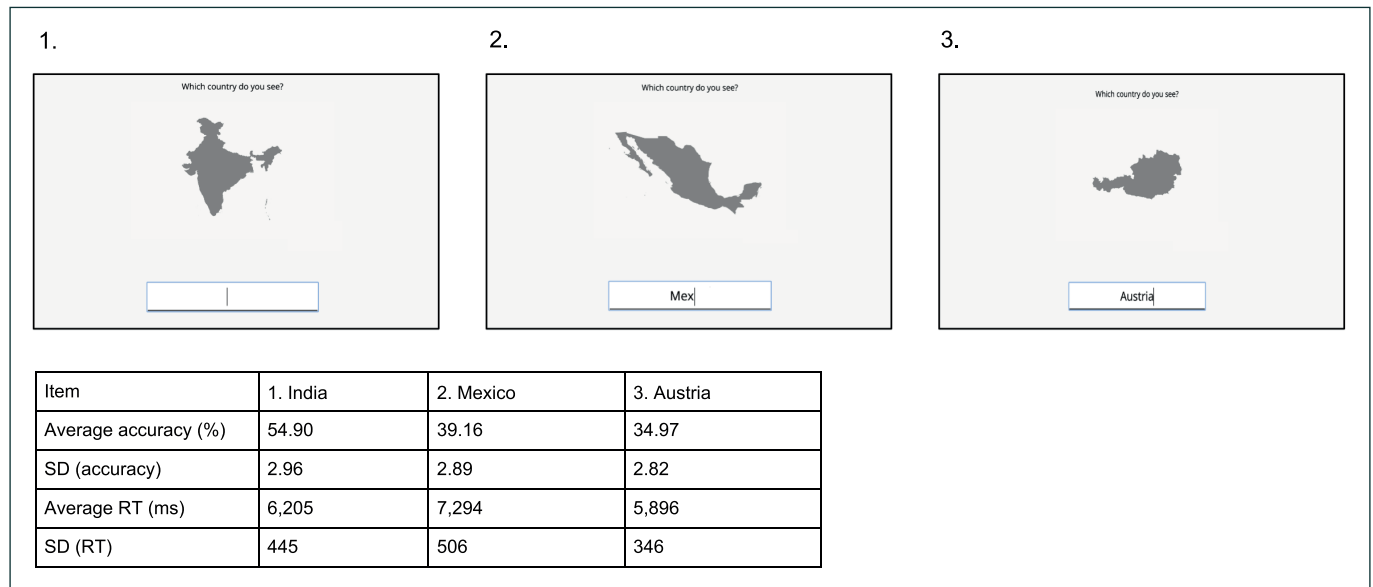 1.
2.
3.
Which country do you see?
Which country do you see?
Which country do you see?
Mex
Austria
Item 1. India 2. Mexico 3. Austria
Average accuracy (%) 54.90 39.16 34.97
SD (accuracy) 2.96 2.89 2.82
Average RT (ms) 6,205 7,294 5,896
SD (RT) 445 506 346